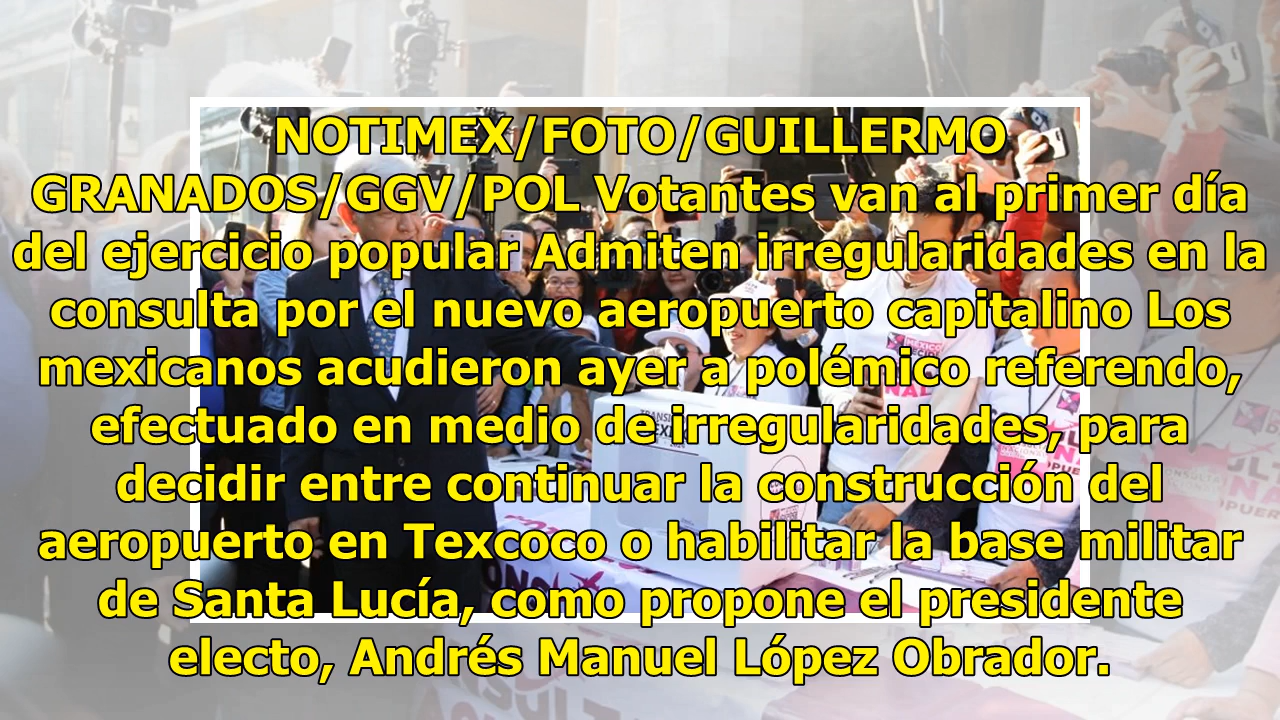 NOTIMEX/FOTO/GUILLERMO
GRANADOS/GGV/POL Votantes van al primer día
del ejercicio popular Admiten irregularidades en la
consulta por el nuevo aeropuerto capitalino Los
mexicanos acudieron ayer a polémico referendo,
efectuado en medio de irregularidades, para
decidir entre continuar la construcción del
aeropuerto en Texcoco o habilitar la base militar
de Santa Lucía, como propone el presidente
electo, Andrés Manuel López Obrador.